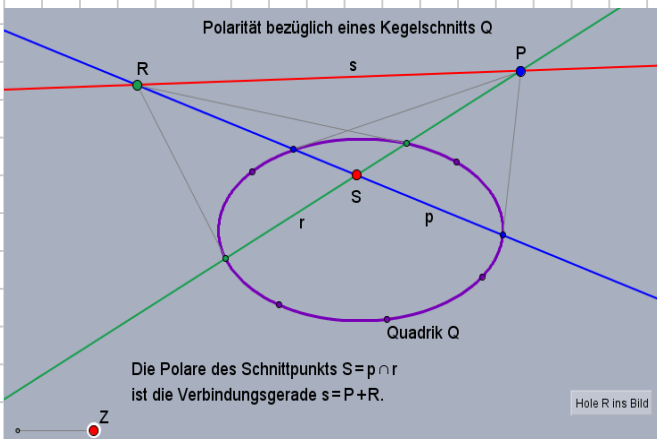 Polarität bezüglich eines Kegelschnitts Q
R
s
P
S
r
p
Quadrik Q
Die Polare des Schnittpunkts S=p∩r
ist die Verbindungsgerade s=P+R.
Hole R ins Bild
Z